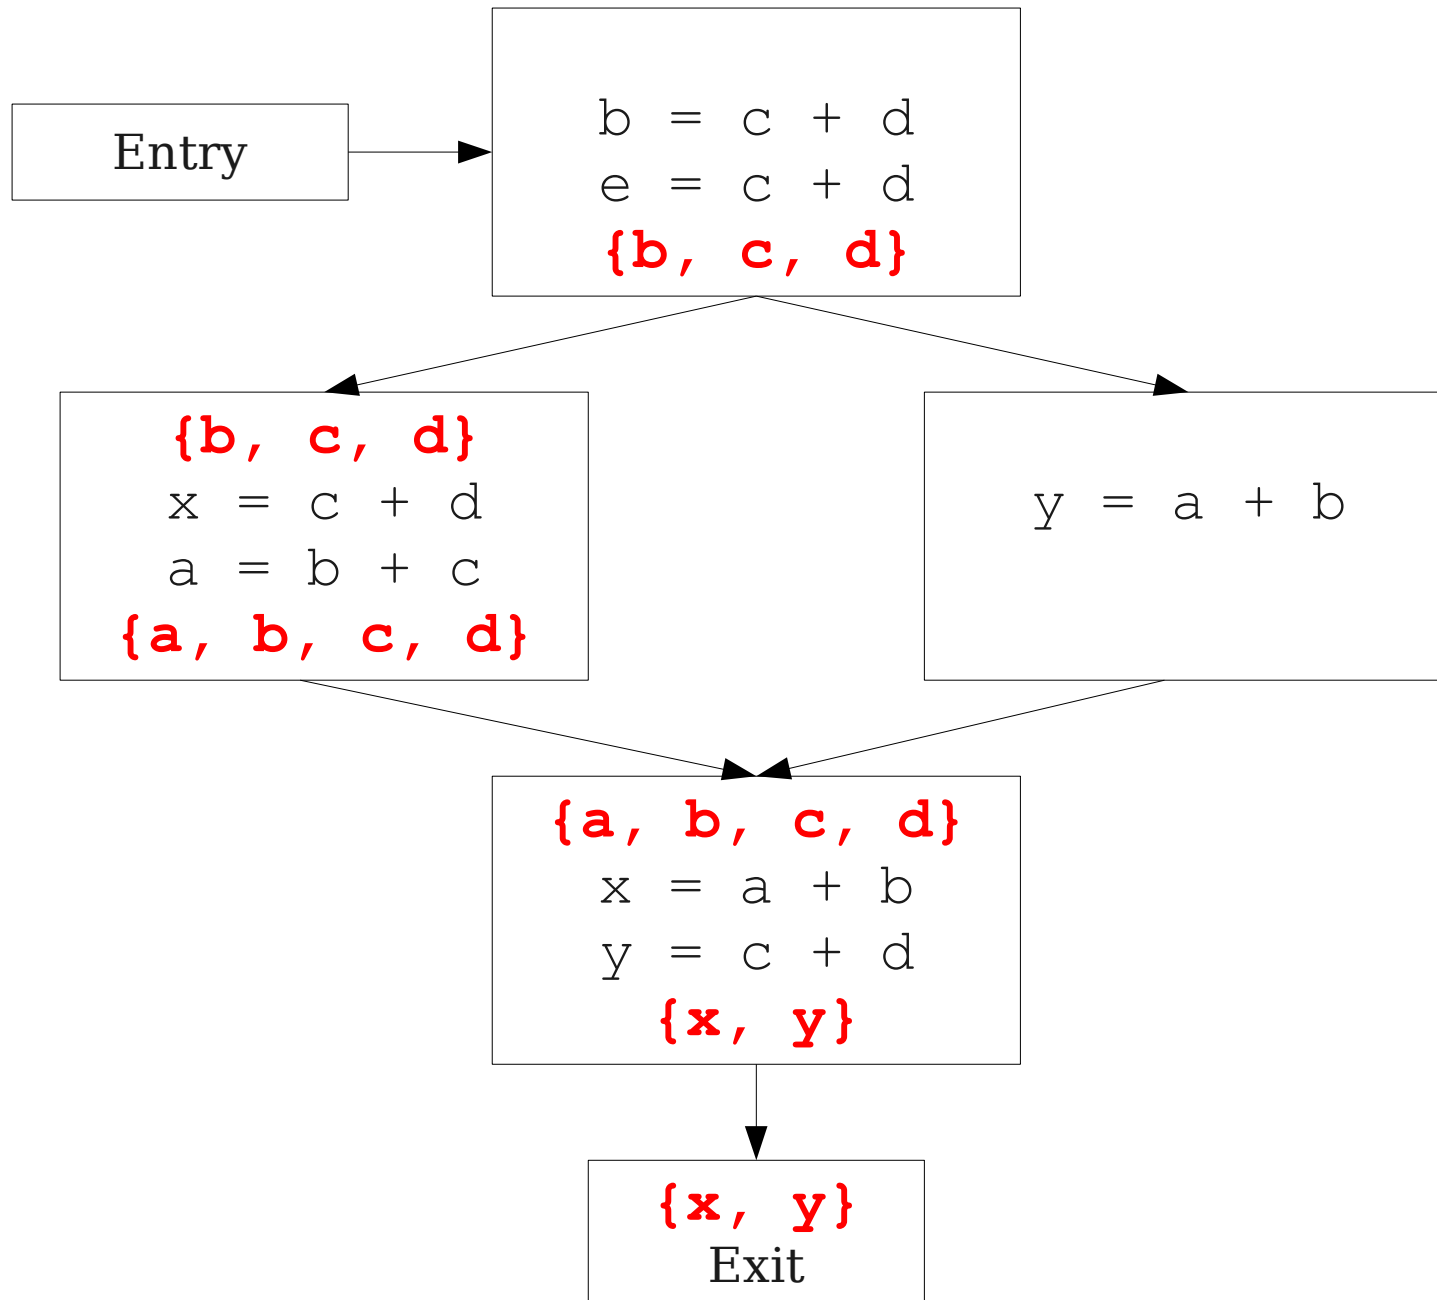 Entry
b = c + d
e = c + d
{b, c, d}
{b, c, d}
x = c + d
a = b + c
{a, b, c, d}
y = a + b
{a, b, c, d}
x = a + b
y = c + d
{x, y}
{x, y}
Exit